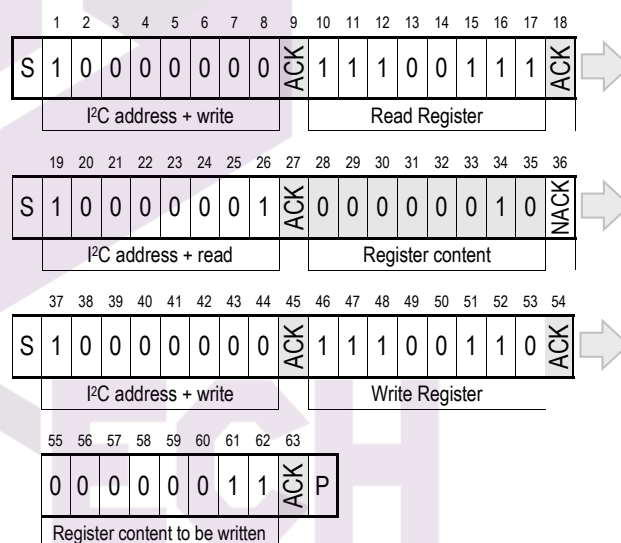 1 2 3 4 5 6 7 8 9 10 11 12 13 14 15 16 17 18
S 1 0 0 0 0 0 0 0 ACK 1 1 1 0 0 1 1 1 ACK
I²C address + write Read Register
19 20 21 22 23 24 25 26 27 28 29 30 31 32 33 34 35 36
S 1 0 0 0 0 0 0 1 ACK 0 0 0 0 0 0 1 0 NACK
I²C address + read Register content
37 38 39 40 41 42 43 44 45 46 47 48 49 50 51 52 53 54
S 1 0 0 0 0 0 0 0 ACK 1 1 1 0 0 1 1 0 ACK
I²C address + write Write Register
55 56 57 58 59 60 61 62 63
0 0 0 0 0 0 1 1 ACK P
Register content to be written
ECH